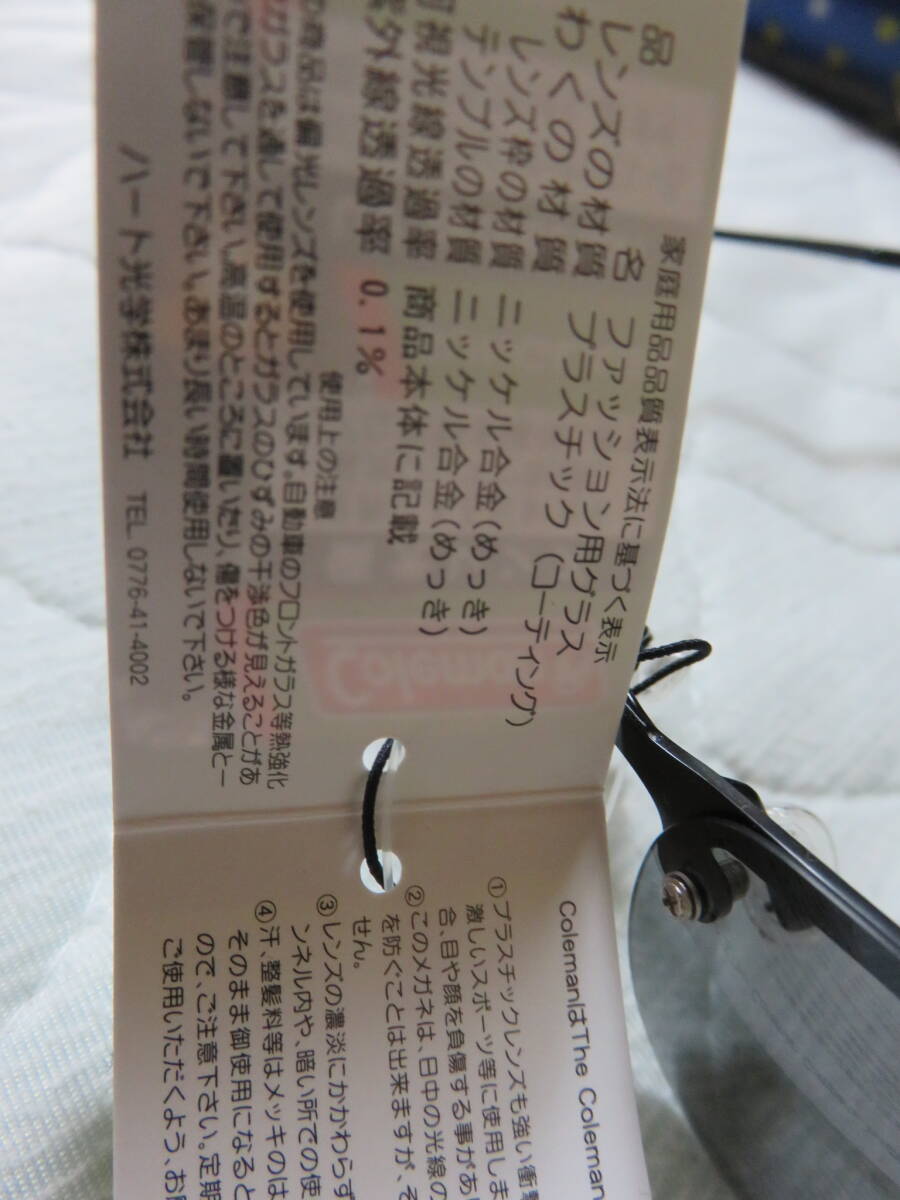 家庭用品品質表示法に基づく表示
品 名 ファッション用グラス
レンズの材質 プラスチック (コーティング)
わくの材質
レンズ枠の材質 ニッケル合金(めっき)
テンプルの材質 ニッケル合金(めっき)
視光線透過率 商品本体に記載
外線透過率 0.1%
使用上の注意
の商品は偏光レンズを使用しています。自動車のフロントガラス等熱強化
ガラスを通して使用するとガラスのひずみの干渉色が見えることがあ
で注意して下さい。高温のところに置いたり、傷をつける様な金属と一
保管しないで下さい。あまり長い時間使用しないで下さい。
ハート光学株式会社 TEL 0776-41-4002
Coleman
ColemanはThe Coleman
①プラスチックレンズも強い衝撃
激しいスポーツ等に使用しま
合、目や顔を負傷する事があ
②このメガネは、日中の光線の
を防ぐことは出来ますが、そ
せん。
③レンズの濃淡にかかわらず
ンネル内や、暗い所での使
④汗、整髪料等はメッキのは
そのまま御使用になると
ので、ご注意下さい。定期
ご使用いただくよう、お